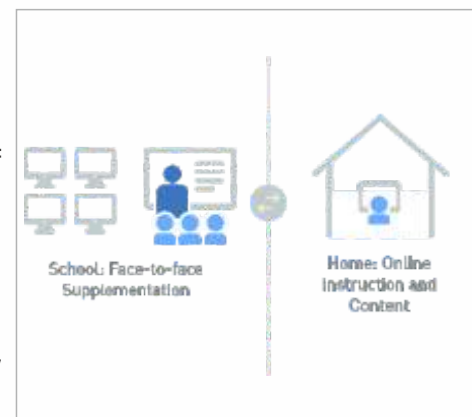 School: Face-to-face
Supplementation
Home: Online
Instruction and
Content